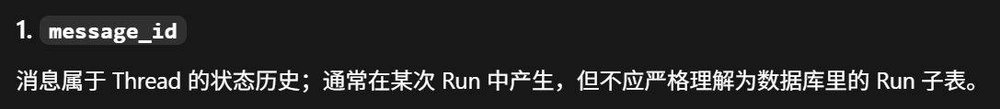 1. message_id
消息属于 Thread 的状态历史；通常在某次 Run 中产生，但不应严格理解为数据库里的 Run 子表。